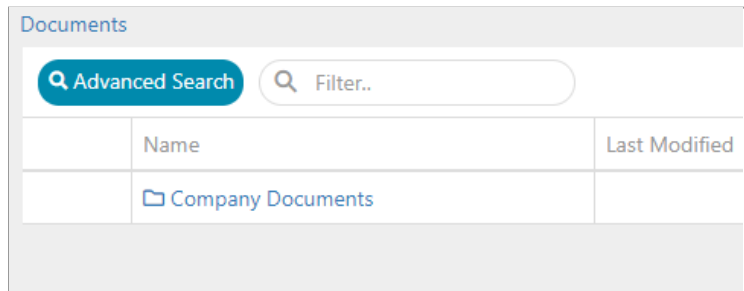 Documents
Advanced Search Filter..
Name Last Modified
Company Documents